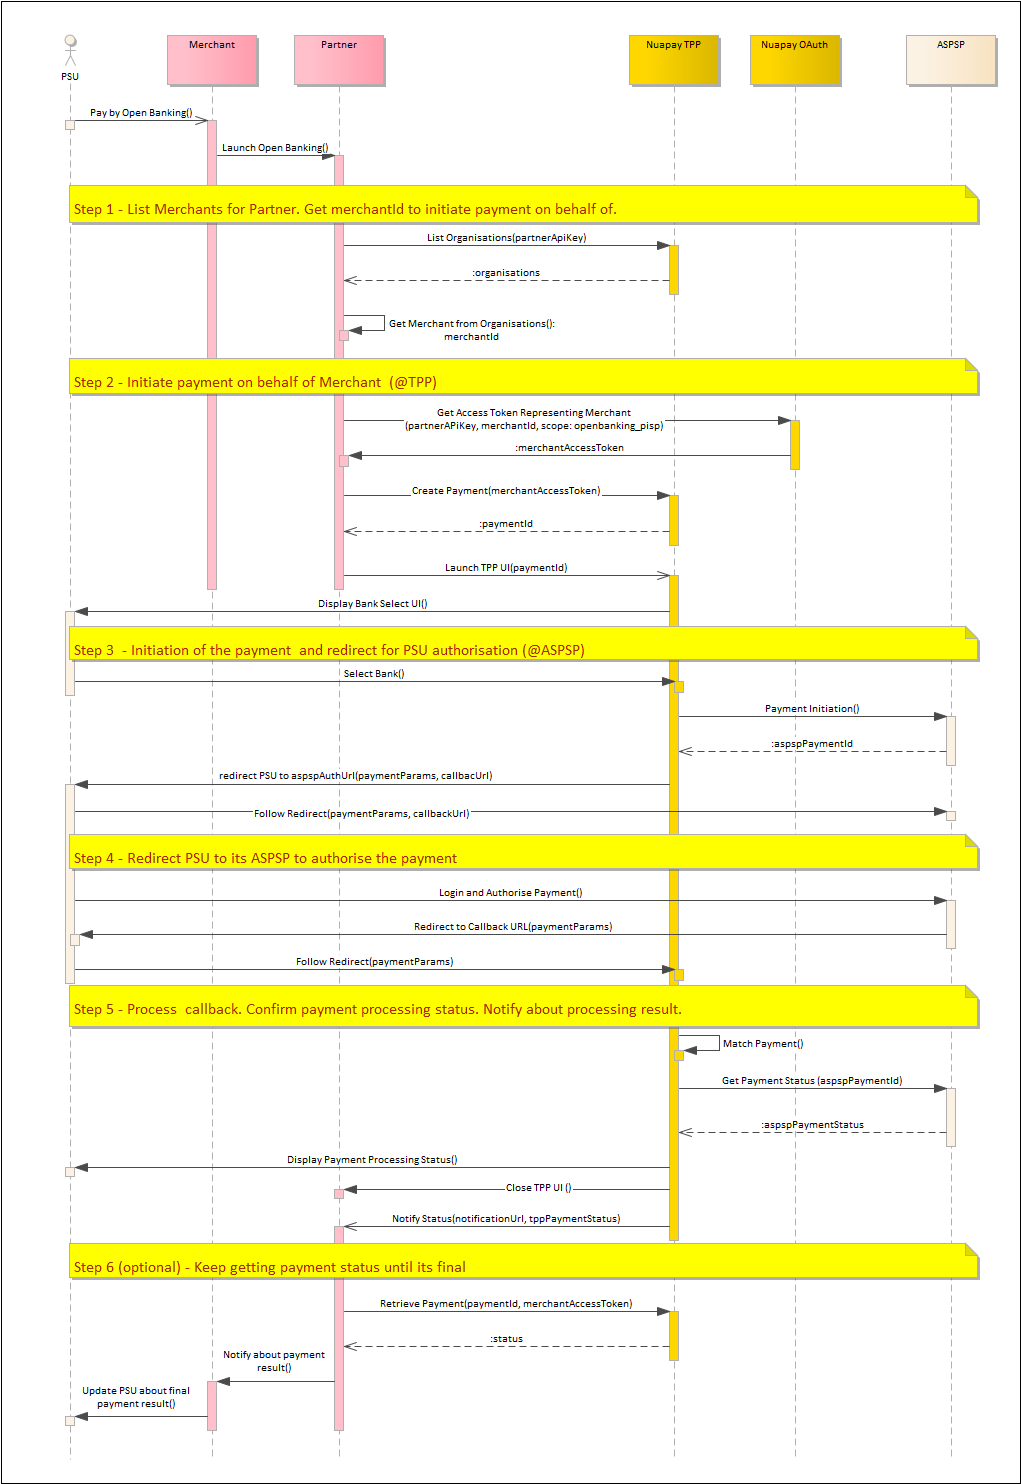 Merchant
Partner
Nuapay TPP
Nuapay OAuth
ASPSP
PSU
Pay by Open Banking()
Launch Open Banking()
Step 1 - List Merchants for Partner. Get merchantId to initiate payment on behalf of.
List Organisations(partnerApiKey)
:organisations
Get Merchant from Organisations():
merchantId
Step 2 - Initiate payment on behalf of Merchant  (@TPP)
Get Access Token Representing Merchant
(partnerAPiKey, merchantId, scope: openbanking_pisp)
:merchantAccessToken
Create Payment(merchantAccessToken)
:paymentId
Launch TPP UI(paymentId)
Display Bank Select UI()
Step 3  - Initiation of the payment  and redirect for PSU authorisation (@ASPSP)
Select Bank()
Payment Initiation()
:aspspPaymentId
redirect PSU to aspspAuthUrl(paymentParams, callbacUrl)
Follow Redirect(paymentParams, callbackUrl)
Step 4 - Redirect PSU to its ASPSP to authorise the payment
Login and Authorise Payment()
Redirect to Callback URL(paymentParams)
Follow Redirect(paymentParams)
Step 5 - Process  callback. Confirm payment processing status. Notify about processing result.
Match Payment()
Get Payment Status (aspspPaymentId)
:aspspPaymentStatus
Display Payment Processing Status()
Close TPP UI ()
Notify Status(notificationUrl, tppPaymentStatus)
Step 6 (optional) - Keep getting payment status until its final
Retrieve Payment(paymentId, merchantAccessToken)
:status
Notify about payment
result()
Update PSU about final
payment result()